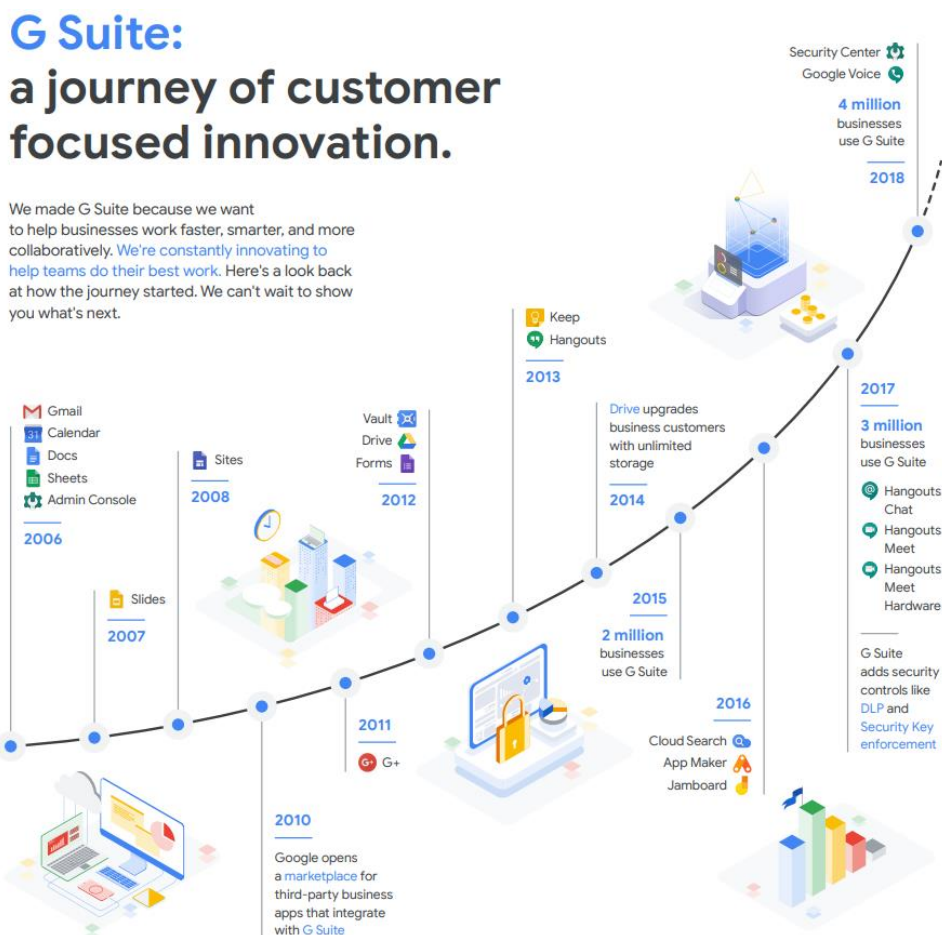 G Suite:
a journey of customer
focused innovation.
We made G Suite because we want
to help businesses work faster, smarter, and more
collaboratively. We're constantly innovating to
help teams do their best work. Here's a look back
at how the journey started. We can't wait to show
you what's next.
Gmail
31 Calendar
Docs
Sheets
Admin Console
2006
Slides
2007
Sites
2008
2010
Google opens
a marketplace for
third-party business
apps that integrate
with G Suite
2011
G+ G+
Vault
Drive
Forms
2012
Keep
Hangouts
2013
Drive upgrades
business customers
with unlimited
storage
2014
2015
2 million
businesses
use G Suite
2016
Cloud Search
App Maker
Jamboard
2017
3 million
businesses
use G Suite
Hangouts
Chat
Hangouts
Meet
Hangouts
Meet
Hardware
G Suite
adds security
controls like
DLP and
Security Key
enforcement
Security Center
Google Voice
4 million
businesses
use G Suite
2018